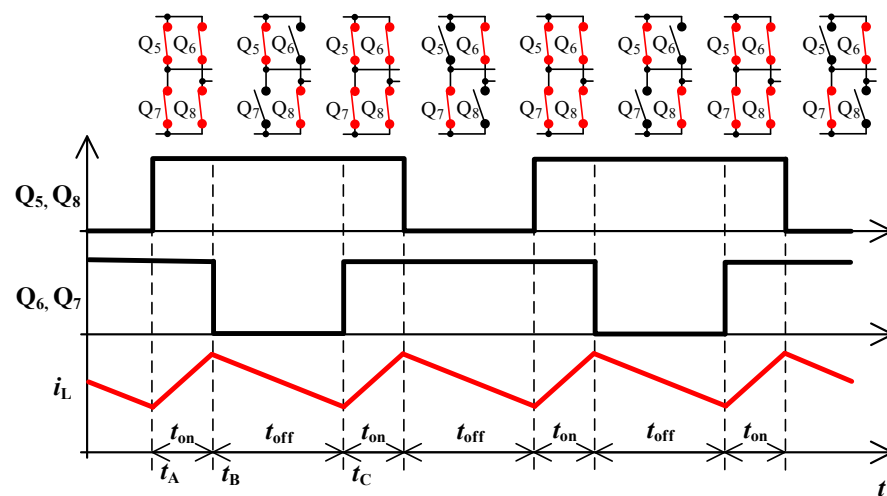 Q5 Q6 Q5 Q6 Q5 Q6 Q5 Q6 Q5 Q6 Q5 Q6 Q5 Q6 Q5 Q6
Q7 Q8 Q7 Q8 Q7 Q8 Q7 Q8 Q7 Q8 Q7 Q8 Q7 Q8 Q7 Q8
Q5, Q8
Q6, Q7
iL
ton toff ton toff ton toff ton
tA tB tC t